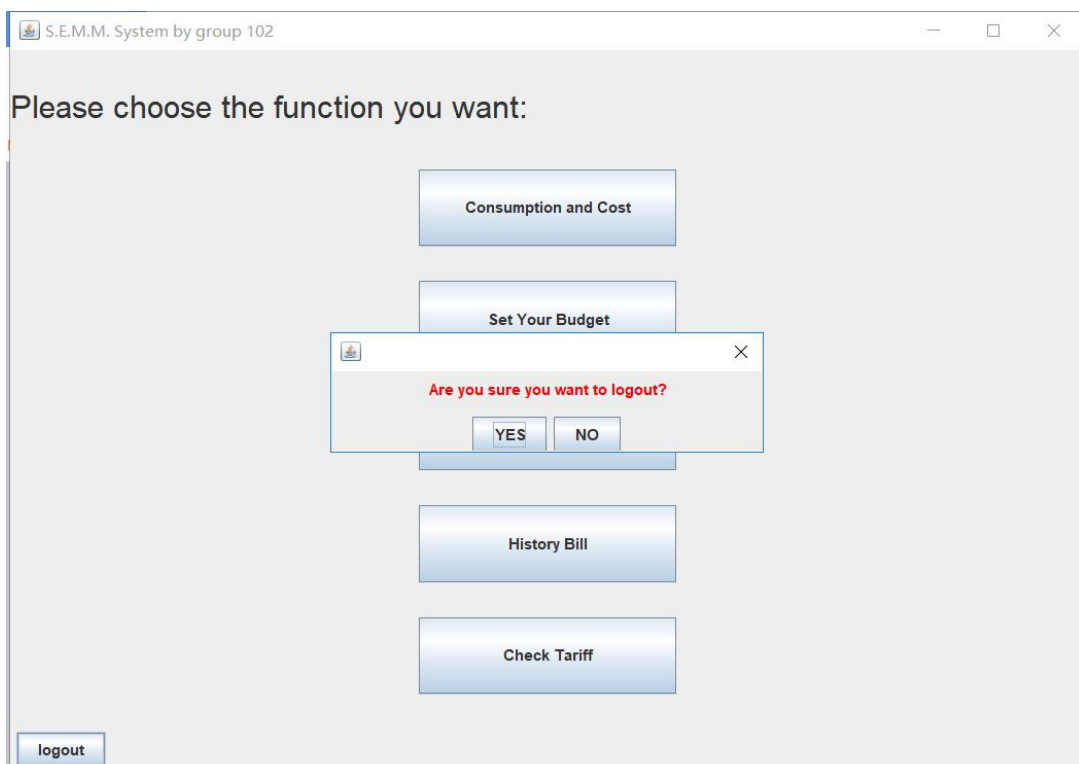 S.E.M.M. System by group 102
Please choose the function you want:
Consumption and Cost
Set Your Budget
Are you sure you want to logout?
YES NO
History Bill
Check Tariff
logout